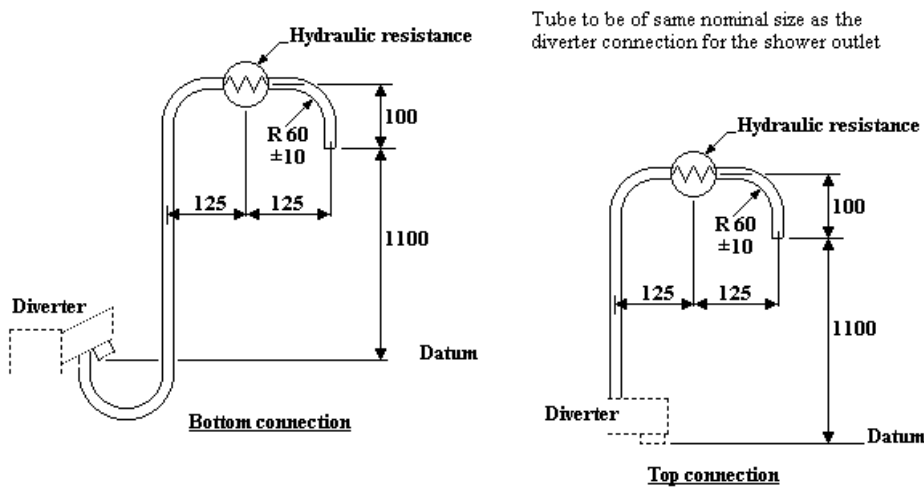 Tube to be of same nominal size as the
diverter connection for the shower outlet
Hydraulic resistance
100
R 60
±10
125
125
1100
Diverter
Datum
Bottom connection
Hydraulic resistance
100
R 60
±10
125
125
1100
Diverter
Datum
Top connection